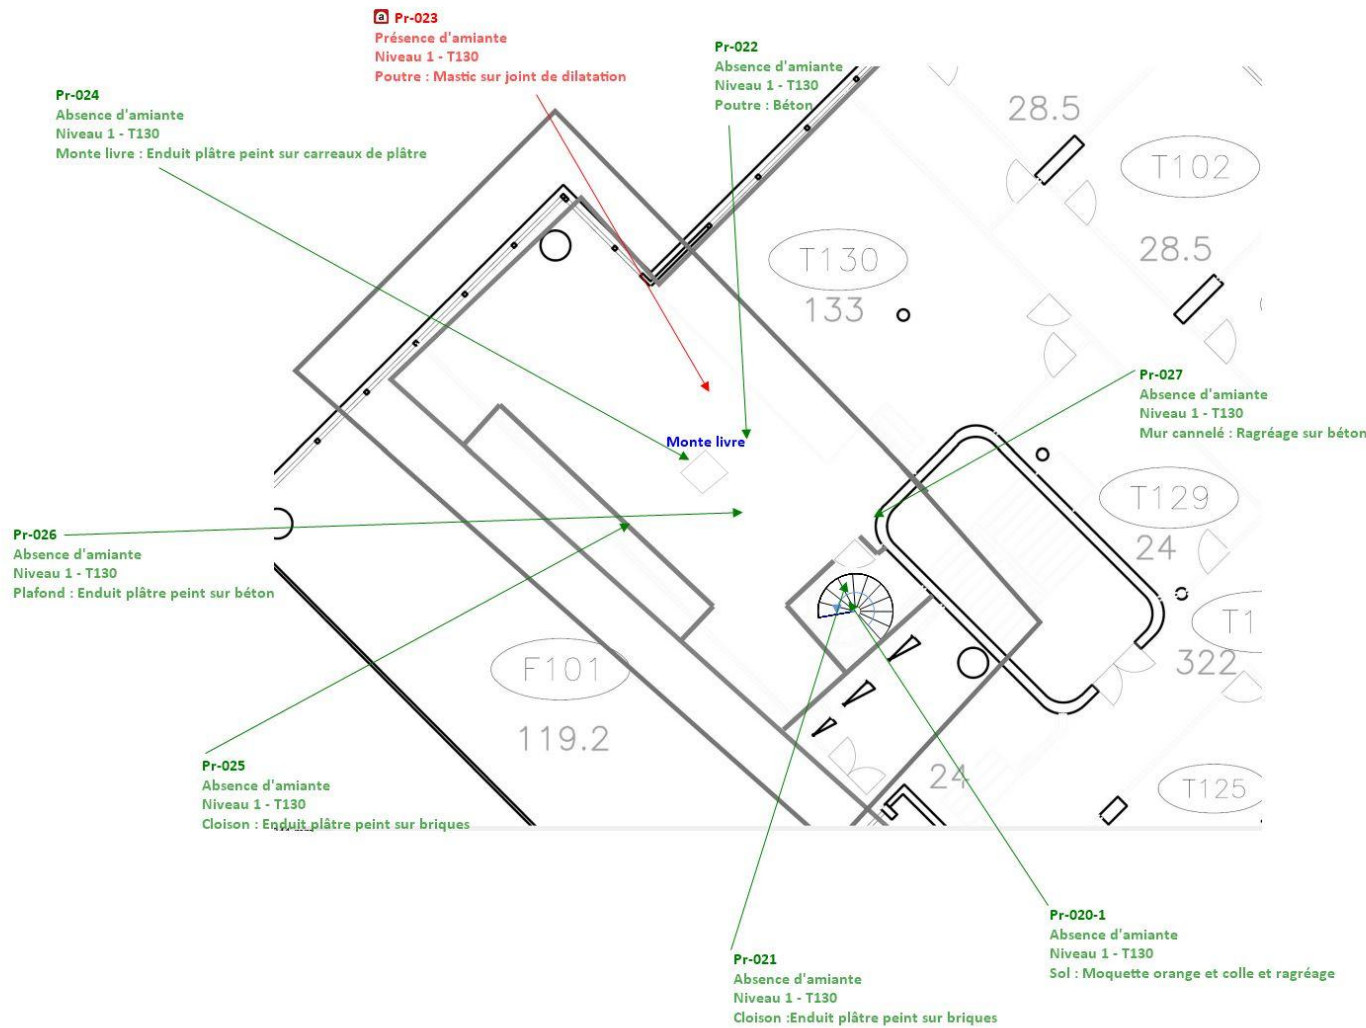 a Pr-023
Présence d'amiante
Niveau 1 - T130
Poutre : Mastic sur joint de dilatation
Pr-022
Absence d'amiante
Niveau 1 - T130
Poutre : Béton
Pr-024
Absence d'amiante
Niveau 1 - T130
Monte livre : Enduit plâtre peint sur carreaux de plâtre
28.5
T102
28.5
T130
133
Pr-027
Absence d'amiante
Niveau 1 - T130
Mur cannelé : Ragréage sur béton
Monte livre
T129
24
Pr-026
Absence d'amiante
Niveau 1 - T130
Plafond : Enduit plâtre peint sur béton
T1
322
F101
119.2
24
T125
Pr-025
Absence d'amiante
Niveau 1 - T130
Cloison : Enduit plâtre peint sur briques
Pr-020-1
Absence d'amiante
Niveau 1 - T130
Sol : Moquette orange et colle et ragréage
Pr-021
Absence d'amiante
Niveau 1 - T130
Cloison :Enduit plâtre peint sur briques